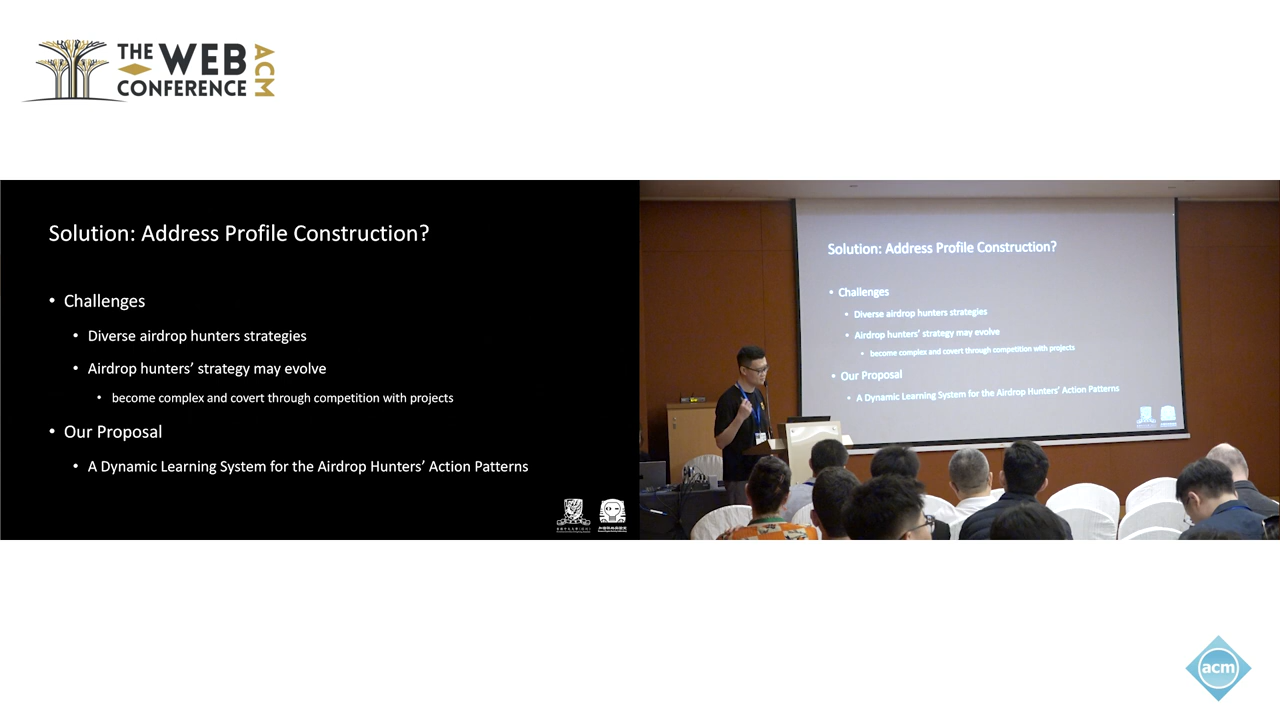 THE WEB
CONFERENCE
ACM
Solution: Address Profile Construction?
• Challenges
• Diverse airdrop hunters strategies
• Airdrop hunters' strategy may evolve
• become complex and covert through competition with projects
• Our Proposal
• A Dynamic Learning System for the Airdrop Hunters' Action Patterns
Solution: Address Profile Construction?
• Challenges
• Diverse airdrop hunters strategies
• Airdrop hunters' strategy may evolve
• become complex and covert through competition with projects
• Our Proposal
• A Dynamic Learning System for the Airdrop Hunters' Action Patterns
acm